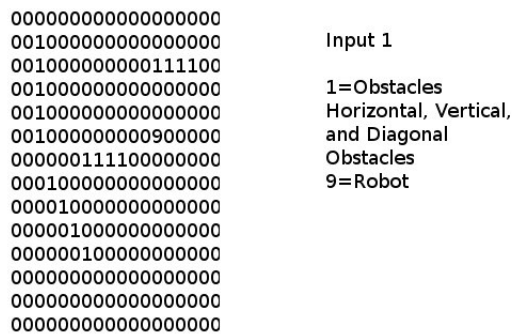 000000000000000000
001000000000000000
001000000000111100
001000000000000000
001000000000000000
001000000000900000
000000111100000000
000100000000000000
000010000000000000
000001000000000000
000000100000000000
000000000000000000
000000000000000000
000000000000000000
Input 1
1=Obstacles
Horizontal, Vertical,
and Diagonal
Obstacles
9=Robot